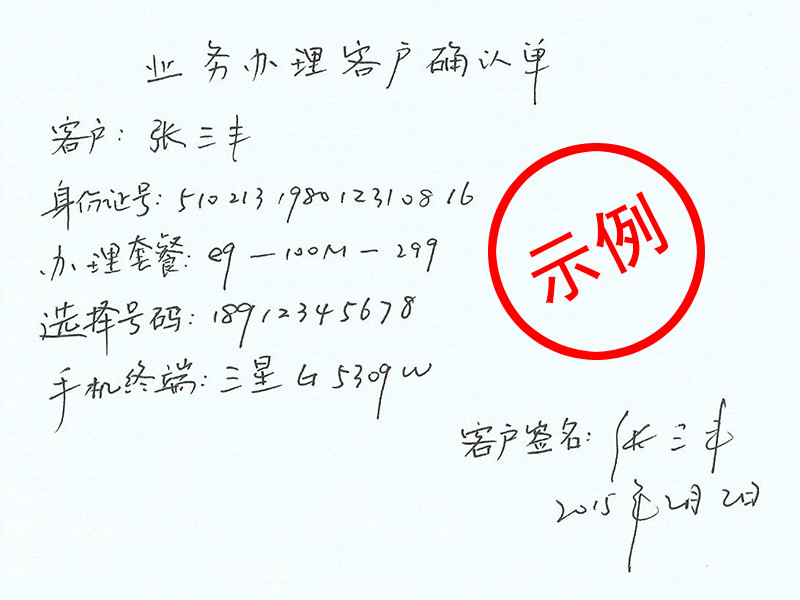 业务办理客户确认单
客户: 张三丰
身份证号: 510213198012310816
办理套餐: e9-100M-299
示例
选择号码: 18912345678
手机终端: 三星G5309W
客户签名: 张三丰
2015年2月2日